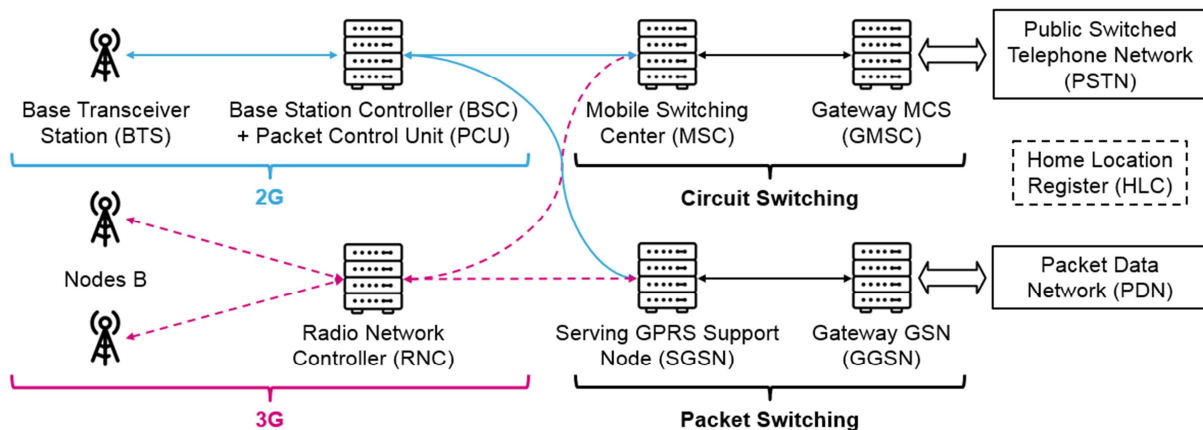 Base Transceiver
Station (BTS)
Base Station Controller (BSC)
+ Packet Control Unit (PCU)
Mobile Switching
Center (MSC)
Gateway MCS
(GMSC)
Public Switched
Telephone Network
(PSTN)
2G
Circuit Switching
Home Location
Register (HLC)
Nodes B
Radio Network
Controller (RNC)
Serving GPRS Support
Node (SGSN)
Gateway GSN
(GGSN)
Packet Data
Network (PDN)
3G
Packet Switching